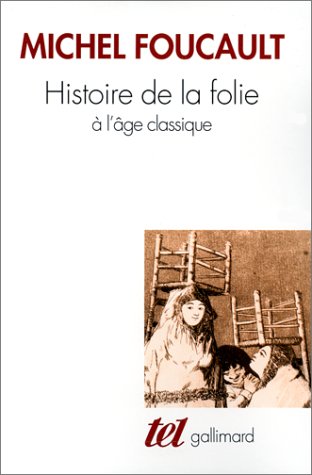 MICHEL FOUCAULT
Histoire de la folie
à l'âge classique
tel gallimard